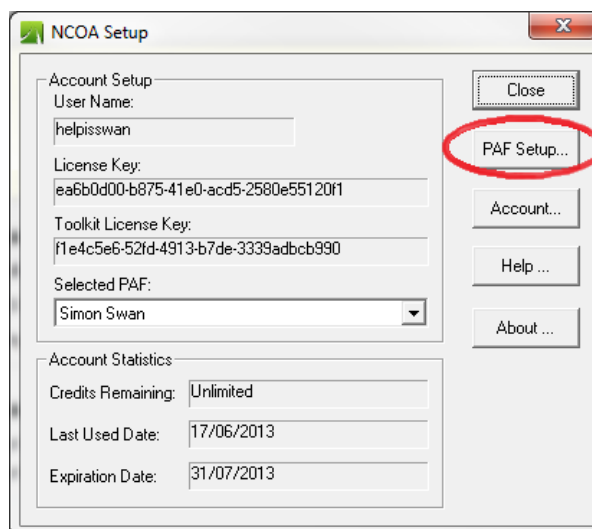 NCOA Setup
Account Setup
User Name:
helpisswan
License Key:
ea6b0d00-b875-41e0-acd5-2580e55120f1
Toolkit License Key:
f1e4c5e6-52fd-4913-b7de-3339adbcb990
Selected PAF:
Simon Swan
Account Statistics
Credits Remaining: Unlimited
Last Used Date: 17/06/2013
Expiration Date: 31/07/2013
Close
PAF Setup...
Account...
Help ...
About ...